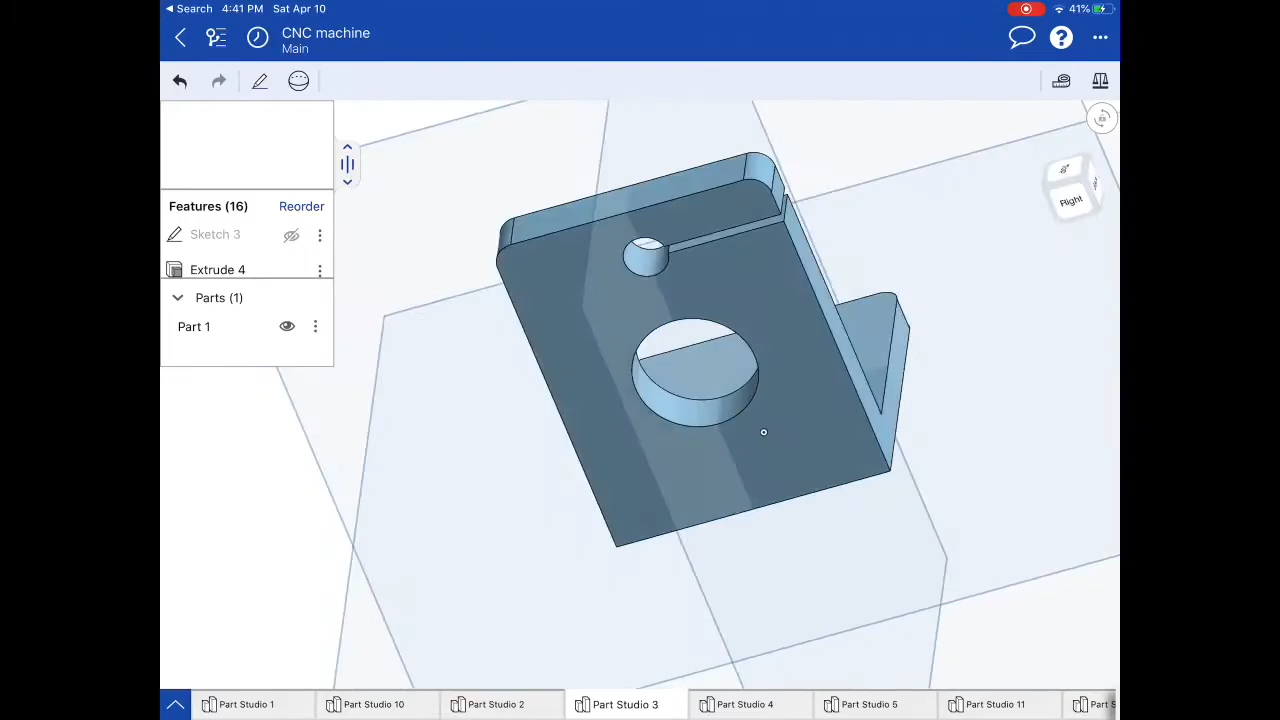 Search 4:41 PM Sat Apr 10 41%
CNC machine
Main
Features (16) Reorder
Sketch 3
Extrude 4
Parts (1)
Part 1
Right
Part Studio 1 Part Studio 10 Part Studio 2 Part Studio 3 Part Studio 4 Part Studio 5 Part Studio 11 Part S